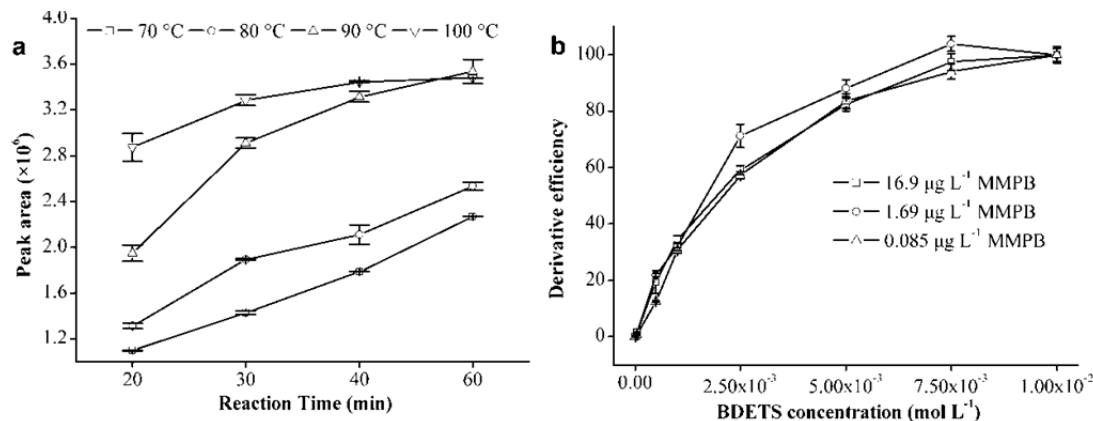 a
70 °C 80 °C 90 °C 100 °C
4.0
3.6
3.2
2.8
2.4
2.0
1.6
1.2
Peak area (×10⁶)
20 30 40 60
Reaction Time (min)
b
100
80
60
40
20
0
Derivative efficiency
16.9 µg L⁻¹ MMPB
1.69 µg L⁻¹ MMPB
0.085 µg L⁻¹ MMPB
0.00 2.50x10⁻³ 5.00x10⁻³ 7.50x10⁻³ 1.00x10⁻²
BDETS concentration (mol L⁻¹)